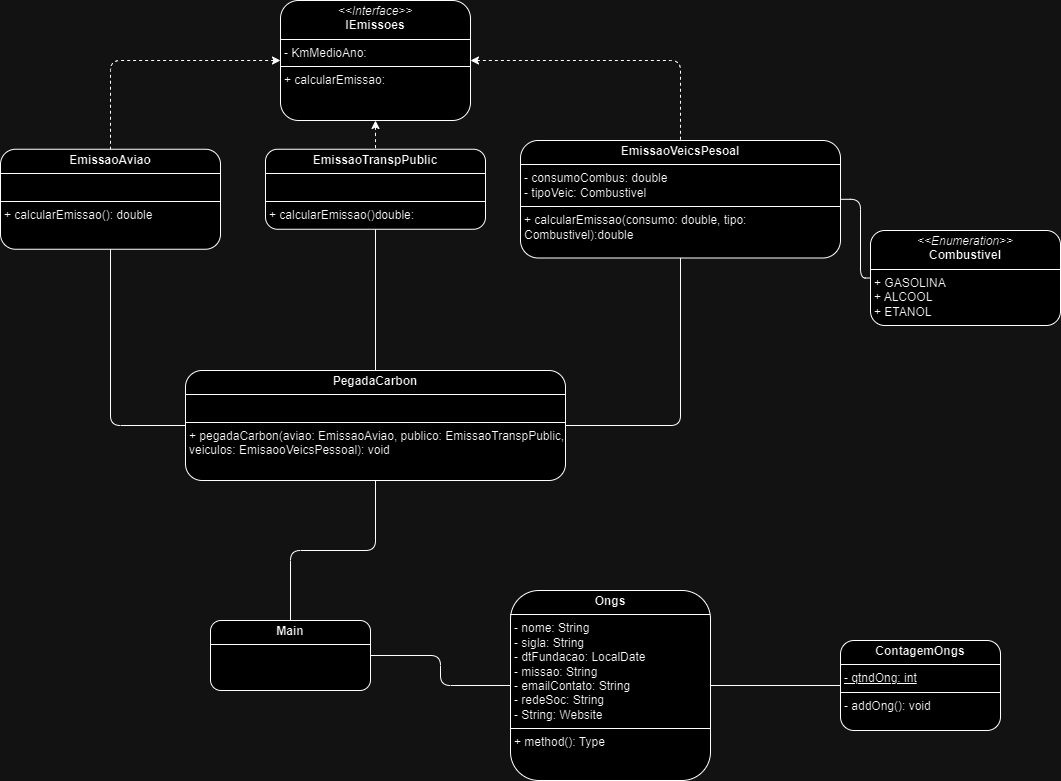 <<Interface>>
IEmissoes
- KmMedioAno:
+ calcularEmissao:
EmissaoAviao
+ calcularEmissao(): double
EmissaoTranspPublic
+ calcularEmissao()double:
EmissaoVeicsPesoal
- consumoCombus: double
- tipoVeic: Combustivel
+ calcularEmissao(consumo: double, tipo:
Combustivel):double
<<Enumeration>>
Combustivel
+ GASOLINA
+ ALCOOL
+ ETANOL
PegadaCarbon
+ pegadaCarbon(aviao: EmissaoAviao, publico: EmissaoTranspPublic,
veiculos: EmisaooVeicsPessoal): void
Main
Ongs
- nome: String
- sigla: String
- dtFundacao: LocalDate
- missao: String
- emailContato: String
- redeSoc: String
- String: Website
+ method(): Type
ContagemOngs
- qtndOng: int
- addOng(): void